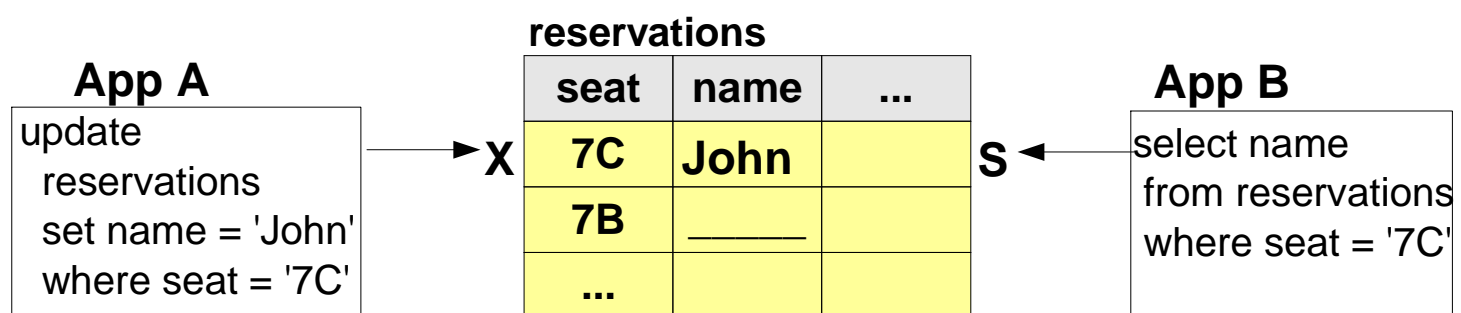 reservations
App A
update
reservations
set name = 'John'
where seat = '7C'
X
seat name ...
7C John
7B _____
...
S
App B
select name
from reservations
where seat = '7C'